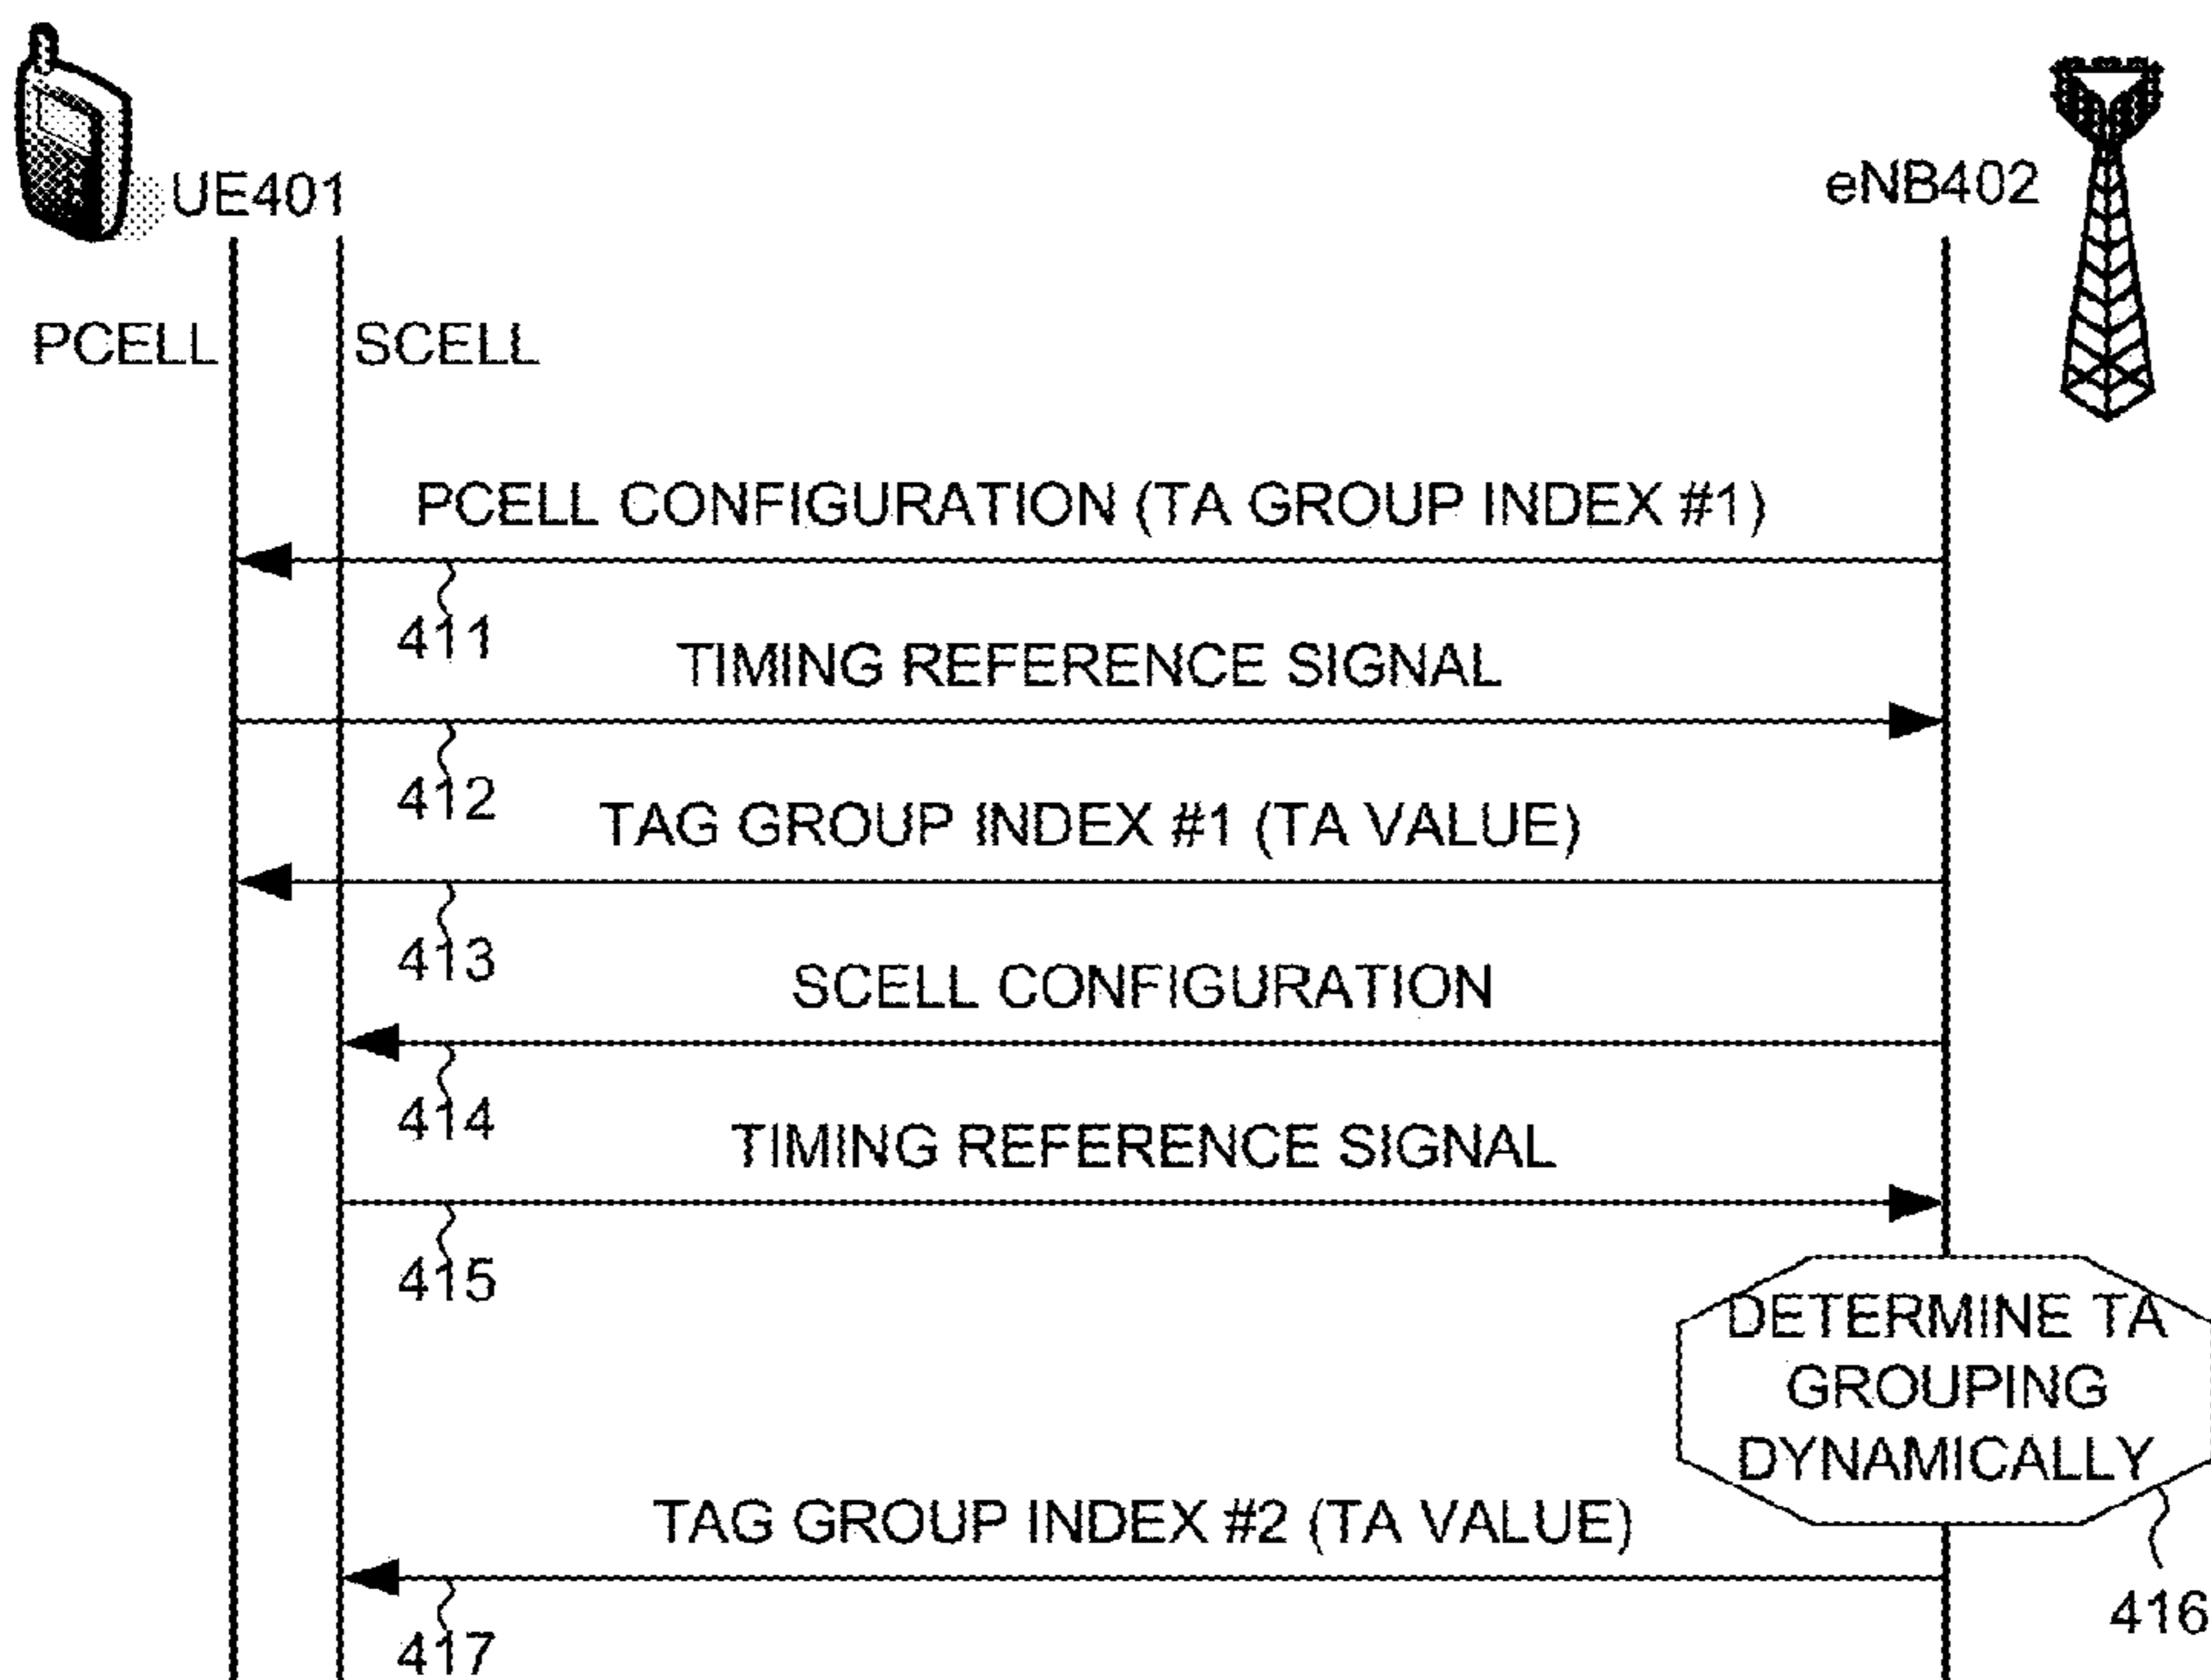 UE401
eNB402
PCELL
SCELL
PCELL CONFIGURATION (TA GROUP INDEX #1)
411
TIMING REFERENCE SIGNAL
412
TAG GROUP INDEX #1 (TA VALUE)
413
SCELL CONFIGURATION
414
TIMING REFERENCE SIGNAL
415
DETERMINE TA
GROUPING
DYNAMICALLY
416
TAG GROUP INDEX #2 (TA VALUE)
417